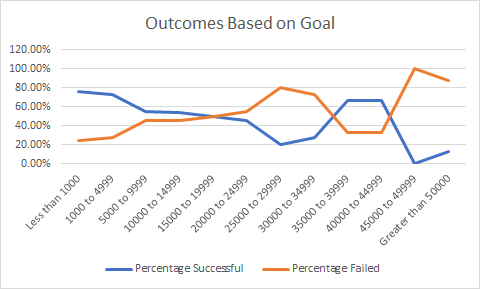 Outcomes Based on Goal
120.00%
100.00%
80.00%
60.00%
40.00%
20.00%
0.00%
Less than 1000
1000 to 4999
5000 to 9999
10000 to 14999
15000 to 19999
20000 to 24999
25000 to 29999
30000 to 34999
35000 to 39999
40000 to 44999
45000 to 49999
Greater than 50000
Percentage Successful
Percentage Failed